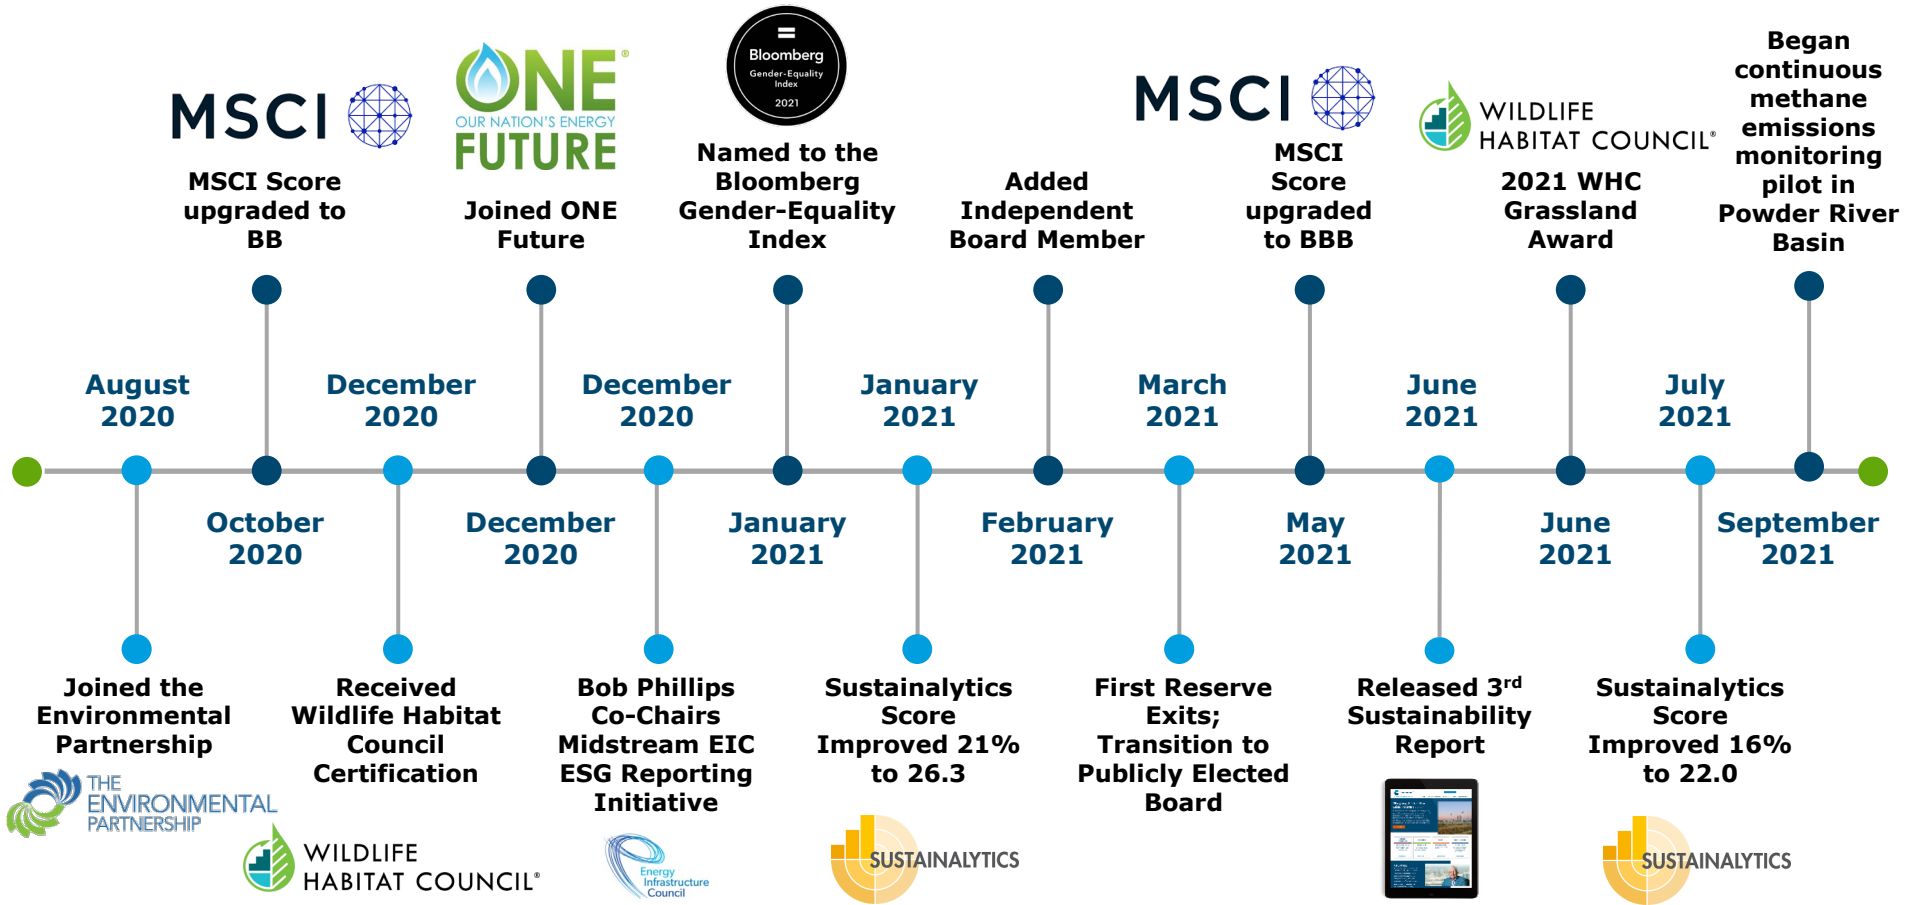 MSCI
MSCI Score
upgraded to
BB
ONE®
OUR NATION'S ENERGY
FUTURE
Joined ONE
Future
Bloomberg
Gender-Equality
Index
2021
Named to the
Bloomberg
Gender-Equality
Index
Added
Independent
Board Member
MSCI
MSCI
Score
upgraded
to BBB
WILDLIFE
HABITAT COUNCIL®
2021 WHC
Grassland
Award
Began
continuous
methane
emissions
monitoring
pilot in
Powder River
Basin
August
2020
December
2020
December
2020
January
2021
March
2021
June
2021
July
2021
October
2020
December
2020
January
2021
February
2021
May
2021
June
2021
September
2021
Joined the
Environmental
Partnership
THE
ENVIRONMENTAL
PARTNERSHIP
Received
Wildlife Habitat
Council
Certification
WILDLIFE
HABITAT COUNCIL®
Bob Phillips
Co-Chairs
Midstream EIC
ESG Reporting
Initiative
Energy
Infrastructure
Council
Sustainalytics
Score
Improved 21%
to 26.3
SUSTAINALYTICS
First Reserve
Exits;
Transition to
Publicly Elected
Board
Released 3rd
Sustainability
Report
Sustainalytics
Score
Improved 16%
to 22.0
SUSTAINALYTICS